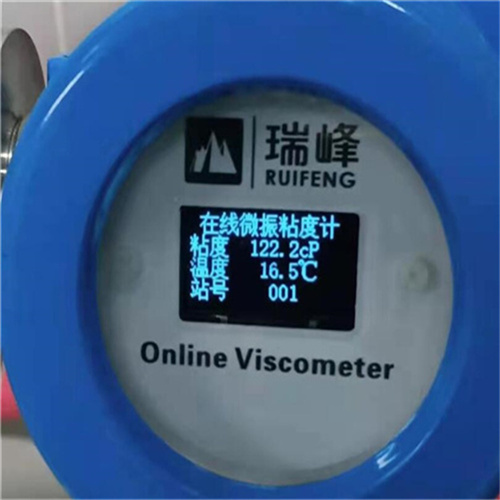 瑞峰
RUIFENG
在线微振粘度计
粘度 122.2cP
温度 16.5℃
站号 001
Online Viscometer